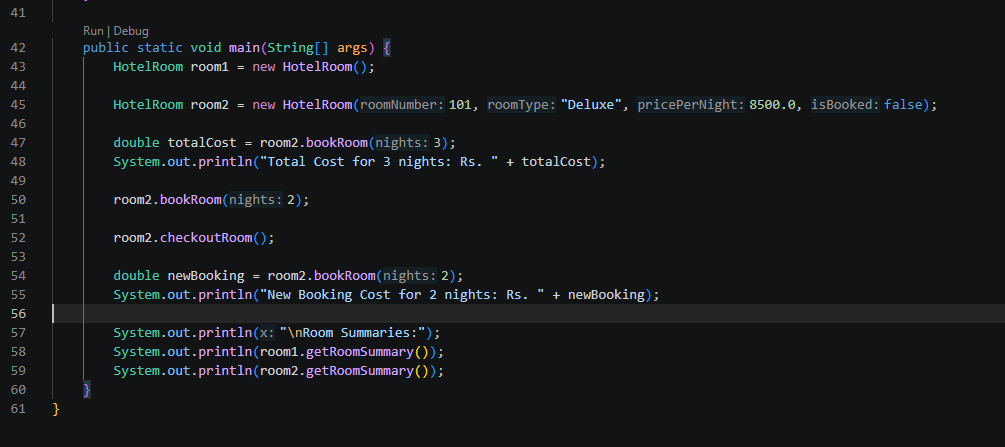 41
Run | Debug
42 public static void main(String[] args) {
43 HotelRoom room1 = new HotelRoom();
44
45 HotelRoom room2 = new HotelRoom(roomNumber: 101, roomType: "Deluxe", pricePerNight: 8500.0, isBooked: false);
46
47 double totalCost = room2.bookRoom(nights: 3);
48 System.out.println("Total Cost for 3 nights: Rs. " + totalCost);
49
50 room2.bookRoom(nights: 2);
51
52 room2.checkoutRoom();
53
54 double newBooking = room2.bookRoom(nights: 2);
55 System.out.println("New Booking Cost for 2 nights: Rs. " + newBooking);
56
57 System.out.println(x: "\nRoom Summaries:");
58 System.out.println(room1.getRoomSummary());
59 System.out.println(room2.getRoomSummary());
60 }
61 }